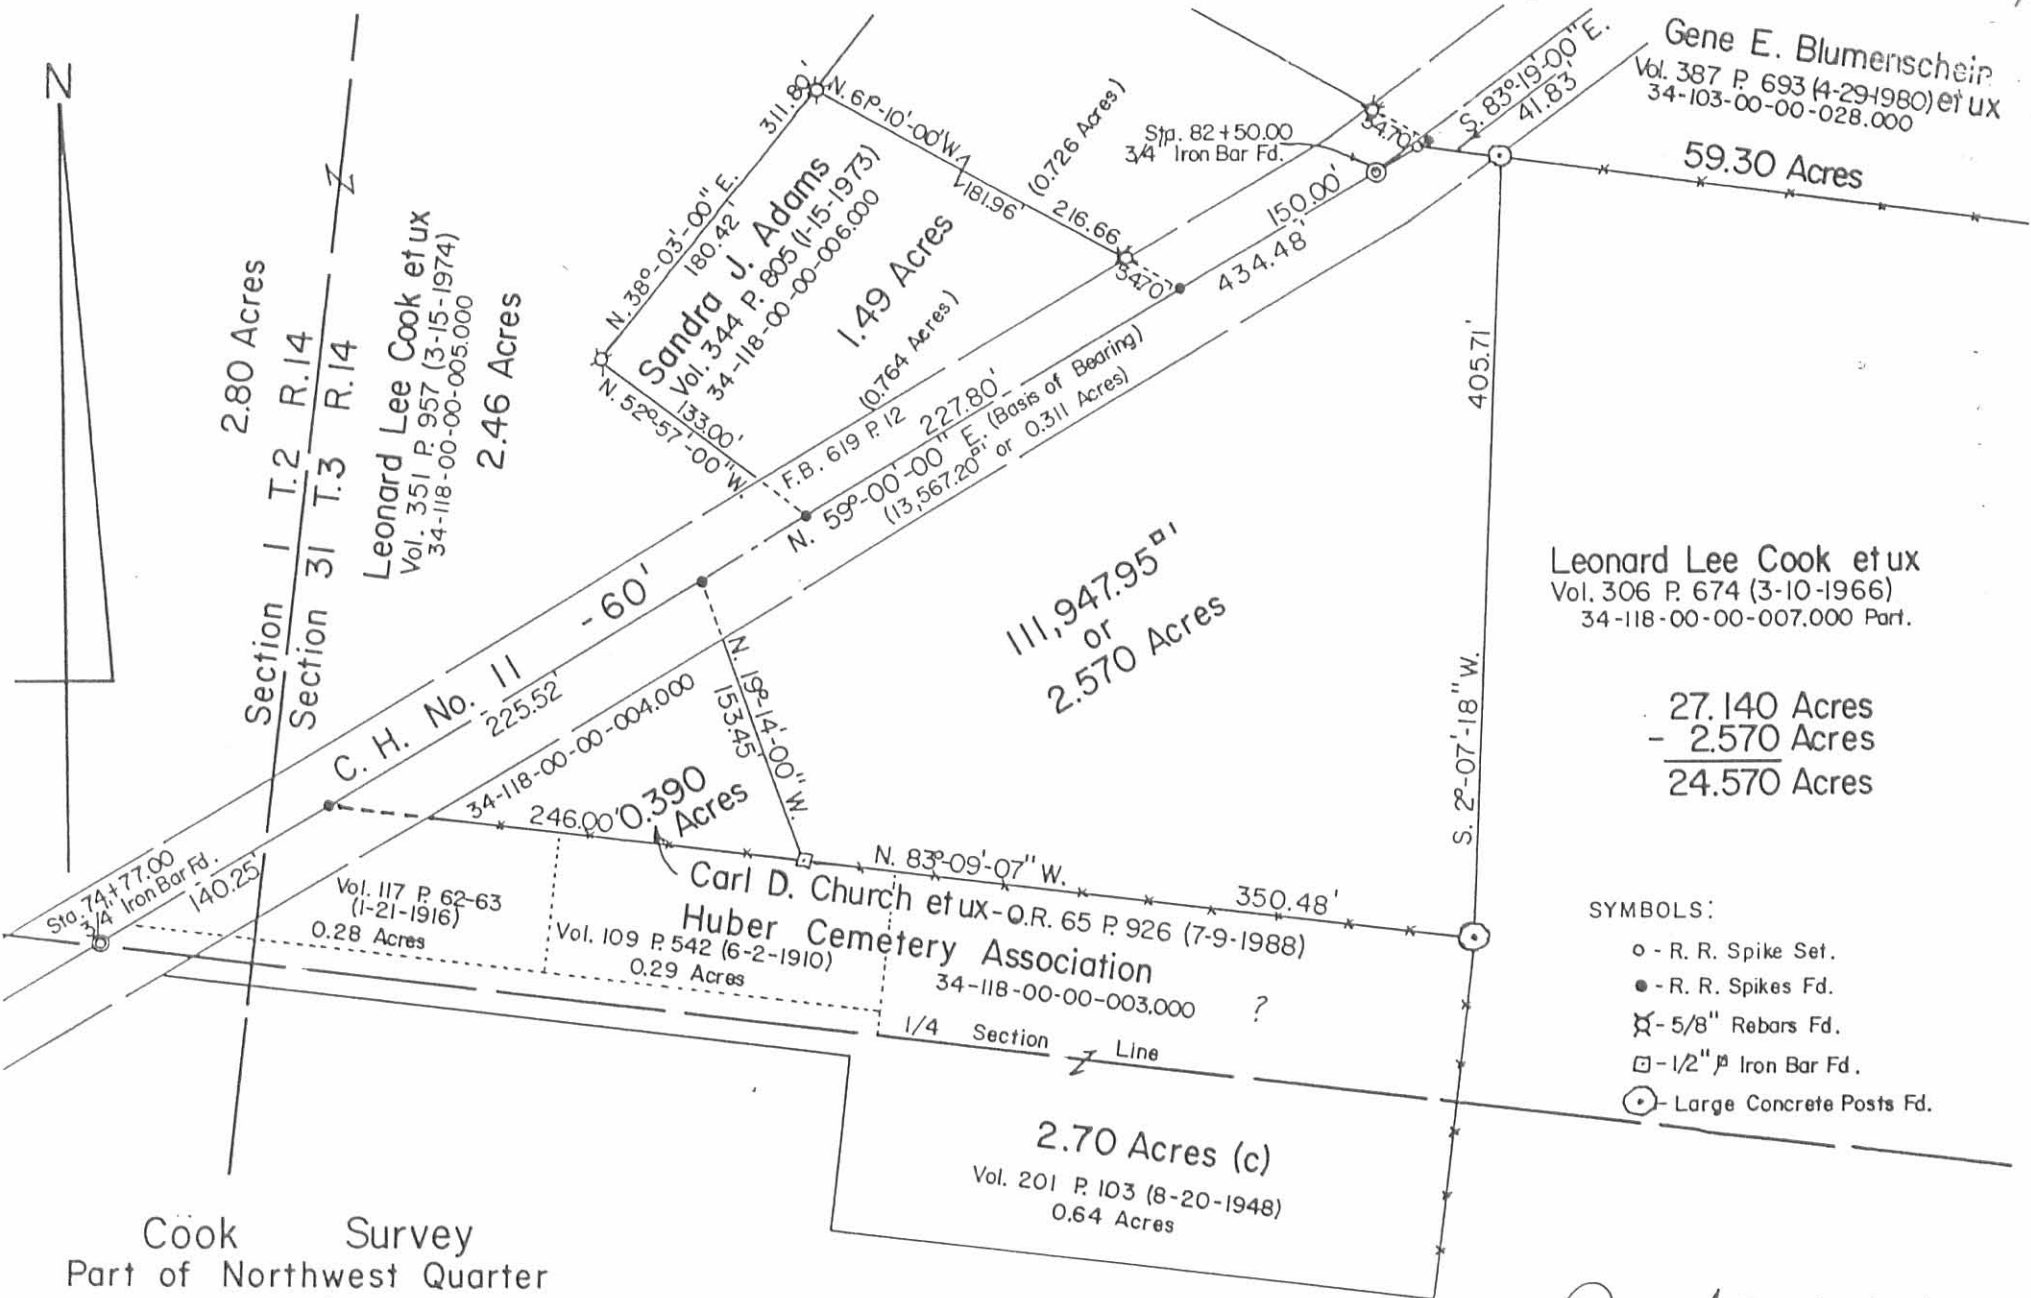 N
2.80 Acres
Section 1 T.2 R.14
Section 31 T.3 R.14
Leonard Lee Cook et ux
Vol. 351 P. 957 (3-15-1974)
34-118-00-00-005.000
2.46 Acres
311.80'
N. 38°-03'-00" E.
180.42'
Sandra J. Adams
Vol. 344 P. 805 (1-15-1973)
34-118-00-00-006.000
1.49 Acres
N. 61°-10'-00"W.
181.96'
216.66
(0.726 Acres)
(0.764 Acres)
133.00'
N. 52°-57'-00"W.
Sta. 82+50.00
3/4" Iron Bar Fd.
34.70'
34.70'
S. 83°-19'-00"E.
41.83'
Gene E. Blumenschein
Vol. 387 P. 693 (4-29-1980) et ux
34-103-00-00-028.000
59.30 Acres
150.00'
434.48'
F.B. 619 P. 12
227.80'
N. 59°-00'-00" E. (Basis of Bearing)
(13,567.20□' or 0.311 Acres)
C. H. No. 11 - 60'
225.52'
34-118-00-00-004.000
N. 19°-14'-00" W.
153.45'
111,947.95□'
or
2.570 Acres
405.71'
S. 2°-07'-18" W.
Leonard Lee Cook et ux
Vol. 306 P. 674 (3-10-1966)
34-118-00-00-007.000 Part.
27.140 Acres
- 2.570 Acres
24.570 Acres
Sta. 74+77.00
3/4" Iron Bar Fd.
140.25'
246.00'
0.390
Acres
N. 83°-09'-07" W.
350.48'
Vol. 117 P. 62-63
(1-21-1916)
0.28 Acres
Carl D. Church et ux-O.R. 65 P. 926 (7-9-1988)
Huber Cemetery Association
Vol. 109 P. 542 (6-2-1910)
0.29 Acres
34-118-00-00-003.000 ?
1/4 Section Line
2.70 Acres (c)
Vol. 201 P. 103 (8-20-1948)
0.64 Acres
SYMBOLS:
- R. R. Spike Set.
- R. R. Spikes Fd.
- 5/8" Rebars Fd.
- 1/2" Iron Bar Fd.
- Large Concrete Posts Fd.
Cook Survey
Part of Northwest Quarter